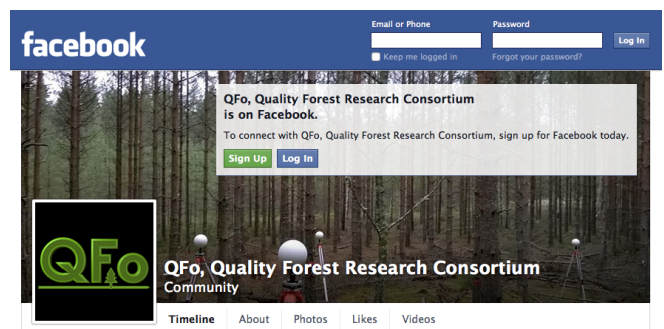 facebook
Email or Phone
Password
Log In
Keep me logged in
Forgot your password?
QFo, Quality Forest Research Consortium
is on Facebook.
To connect with QFo, Quality Forest Research Consortium, sign up for Facebook today.
Sign Up Log In
QFo
QFo, Quality Forest Research Consortium
Community
Timeline About Photos Likes Videos